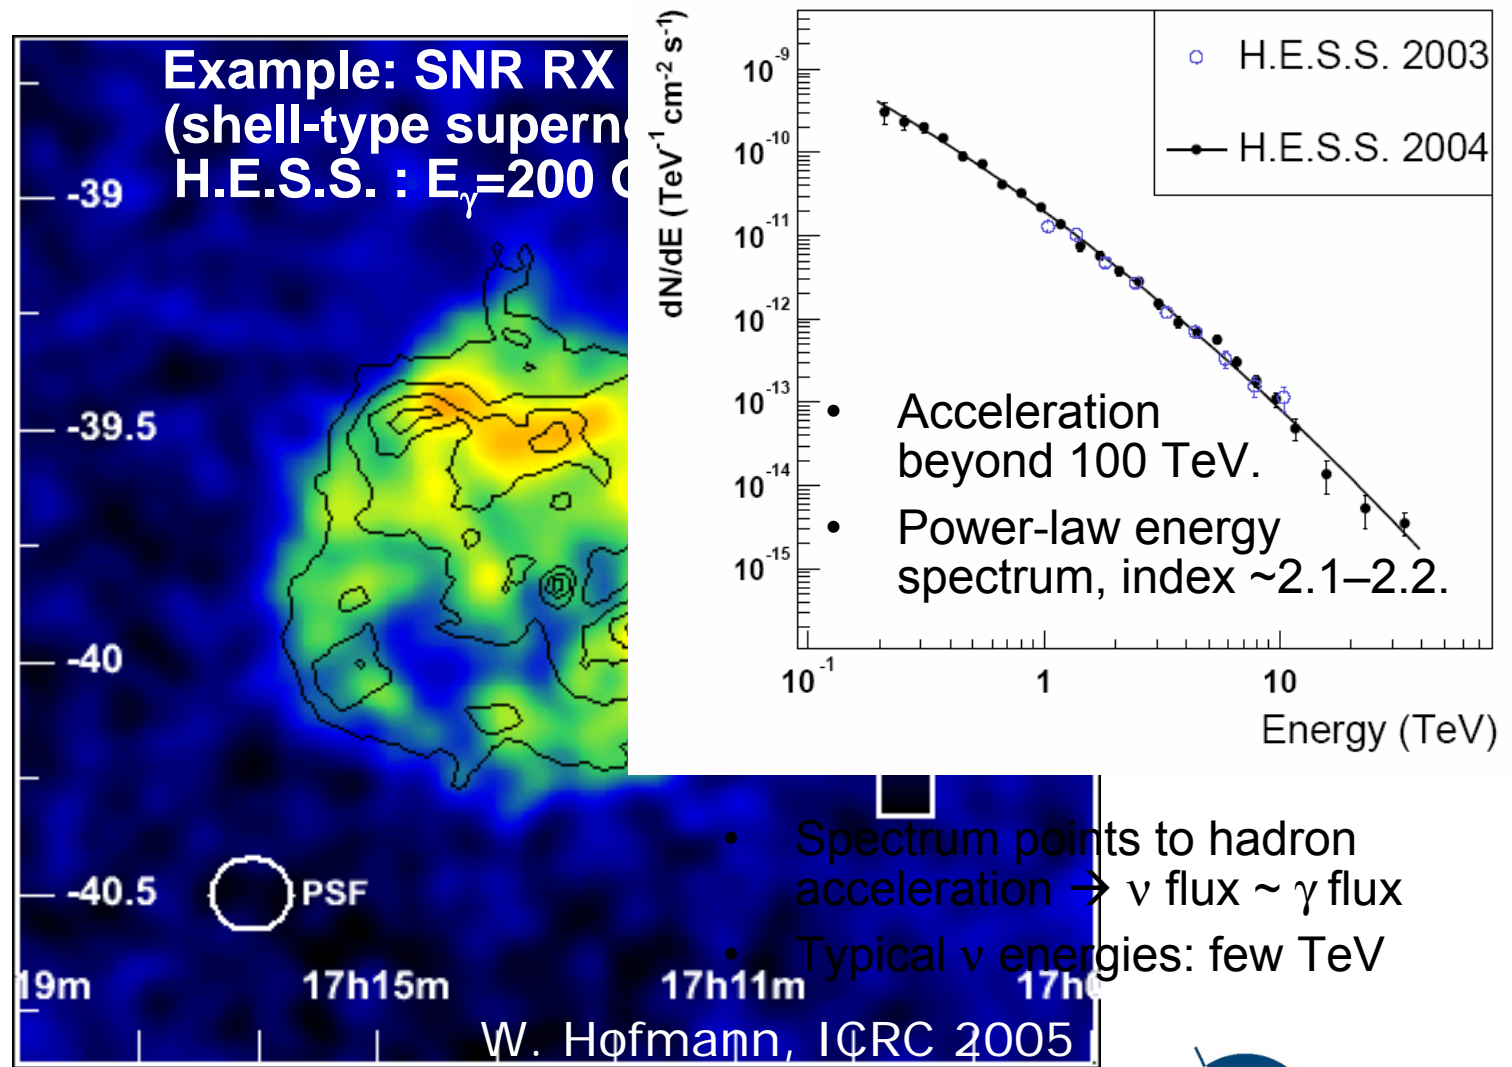 Example: SNR RX
(shell-type superno
H.E.S.S. : Eγ=200 G
-39
-39.5
-40
-40.5
PSF
19m
17h15m
17h11m
17h0
W. Hofmann, ICRC 2005
dN/dE (TeV⁻¹ cm⁻² s⁻¹)
10⁻⁹
10⁻¹⁰
10⁻¹¹
10⁻¹²
10⁻¹³
10⁻¹⁴
10⁻¹⁵
H.E.S.S. 2003
H.E.S.S. 2004
• Acceleration
beyond 100 TeV.
• Power-law energy
spectrum, index ~2.1–2.2.
10⁻¹
1
10
Energy (TeV)
• Spectrum points to hadron
acceleration → ν flux ~ γ flux
• Typical ν energies: few TeV